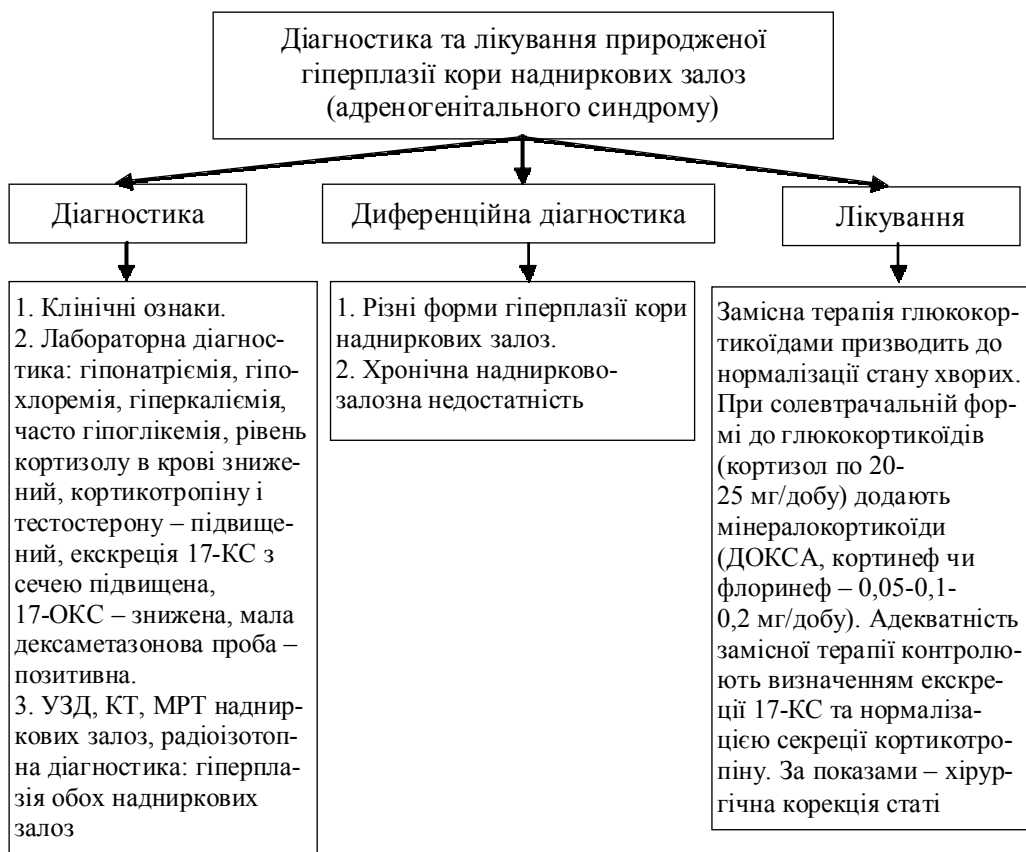 Діагностика та лікування природженої
гіперплазії кори надниркових залоз
(адреногенітального синдрому)
Діагностика
Диференційна діагностика
Лікування
1. Клінічні ознаки.
2. Лабораторна діагнос-
тика: гіпонатріємія, гіпо-
хлоремія, гіперкаліємія,
часто гіпоглікемія, рівень
кортизолу в крові знижe-
ний, кортикотропіну і
тестостерону – підвище-
ний, екскреція 17-КС з
сечею підвищена,
17-ОКС – знижена, мала
дексаметазонова проба –
позитивна.
3. УЗД, КТ, МРТ надниp-
кових залоз, радіоізотоп-
на діагностика: гіперпла-
зія обох надниркових
залоз
1. Різні форми гіперплазії кори
надниркових залоз.
2. Хронічна наднирково-
залозна недостатність
Замісна терапія глюкокор-
тикоїдами призводить до
нормалізації стану хворих.
При солевтрачальній фор-
мі до глюкокортикоїдів
(кортизол по 20-
25 мг/добу) додають
мінералокортикоїди
(ДОКСА, кортинеф чи
флоринеф – 0,05-0,1-
0,2 мг/добу). Адекватність
замісної терапії контролю-
ють визначенням екскре-
ції 17-КС та нормаліза-
цією секреції кортикотро-
піну. За показами – хірур-
гічна корекція статі